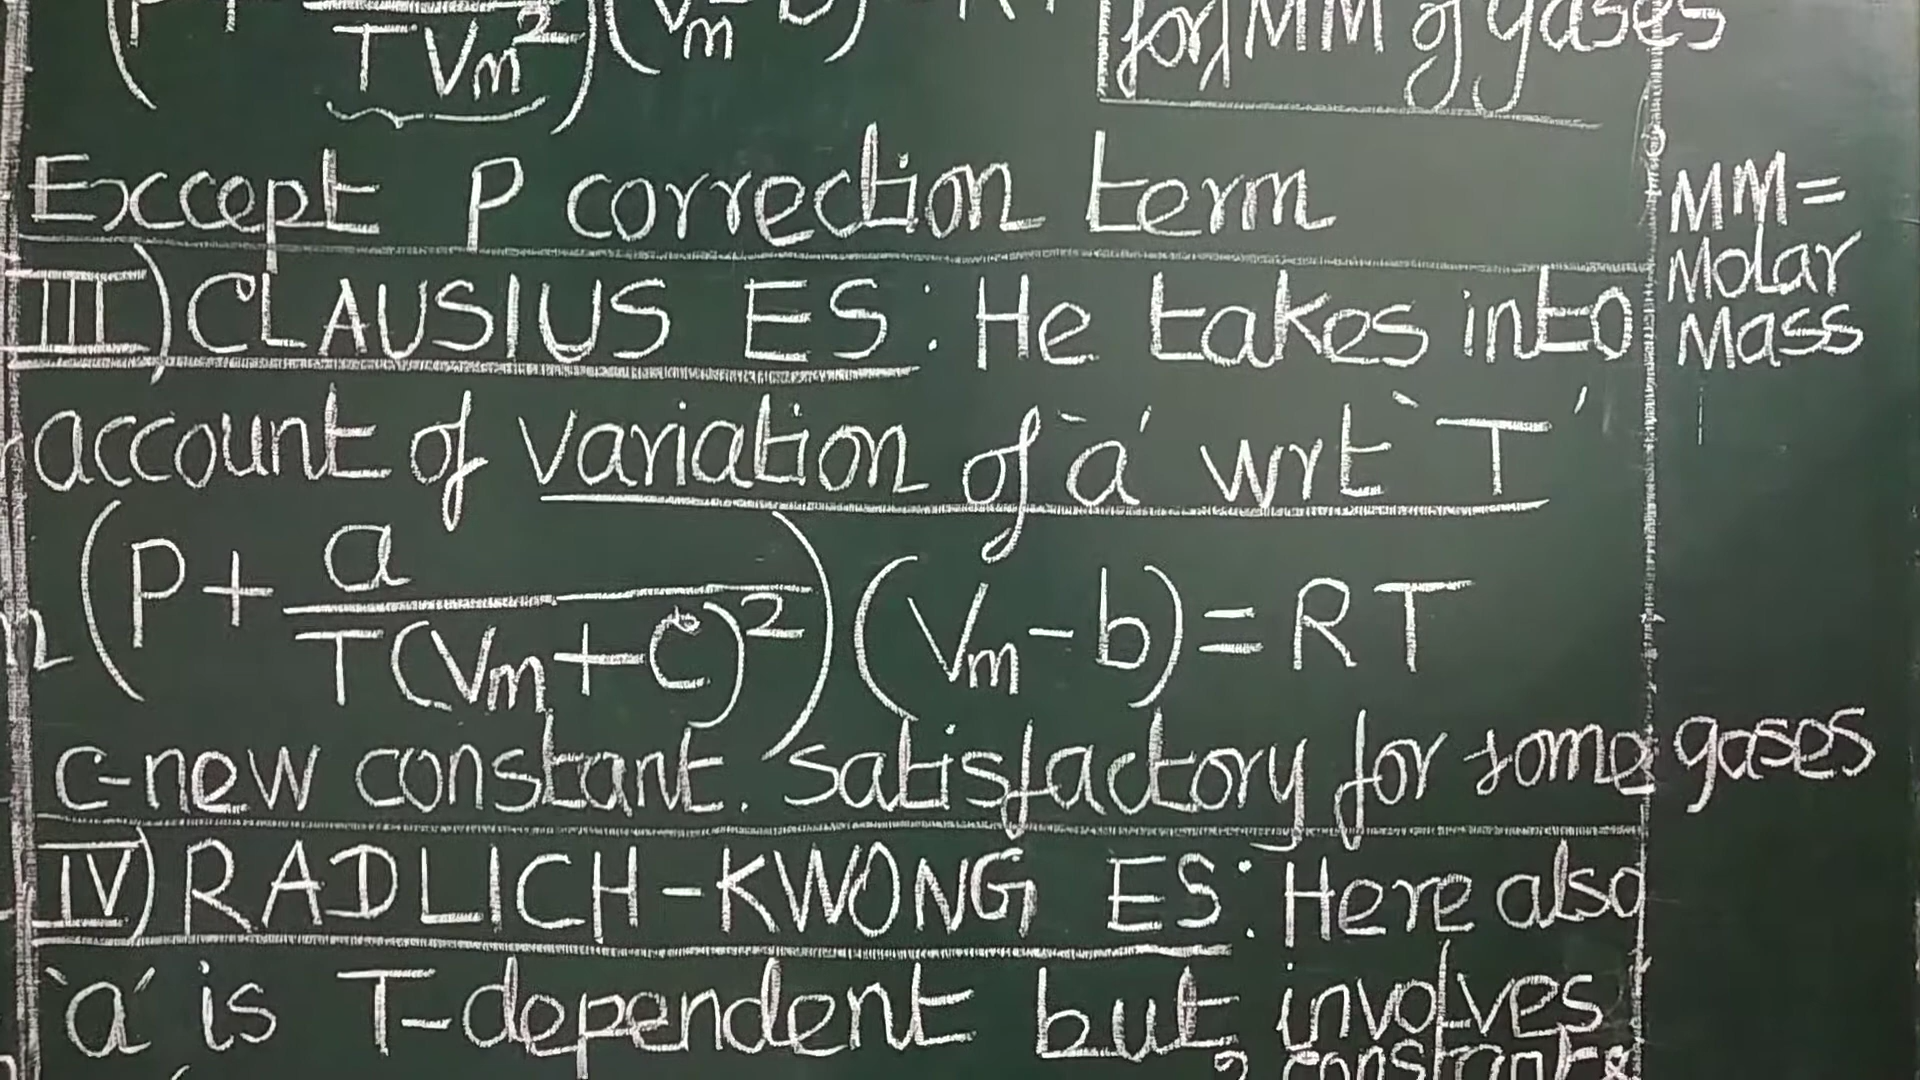 (P + / T Vm²) (Vm - b) = RT
for MM of gases
Except P correction term
MM = Molar Mass
III) CLAUSIUS ES: He takes into
account of variation of `a' wrt `T'
(P + a / T(Vm + C)²) (Vm - b) = RT
c-new constant. Satisfactory for some gases
IV) RADLICH-KWONG ES: Here also
`a' is T-dependent but involves
2 constants